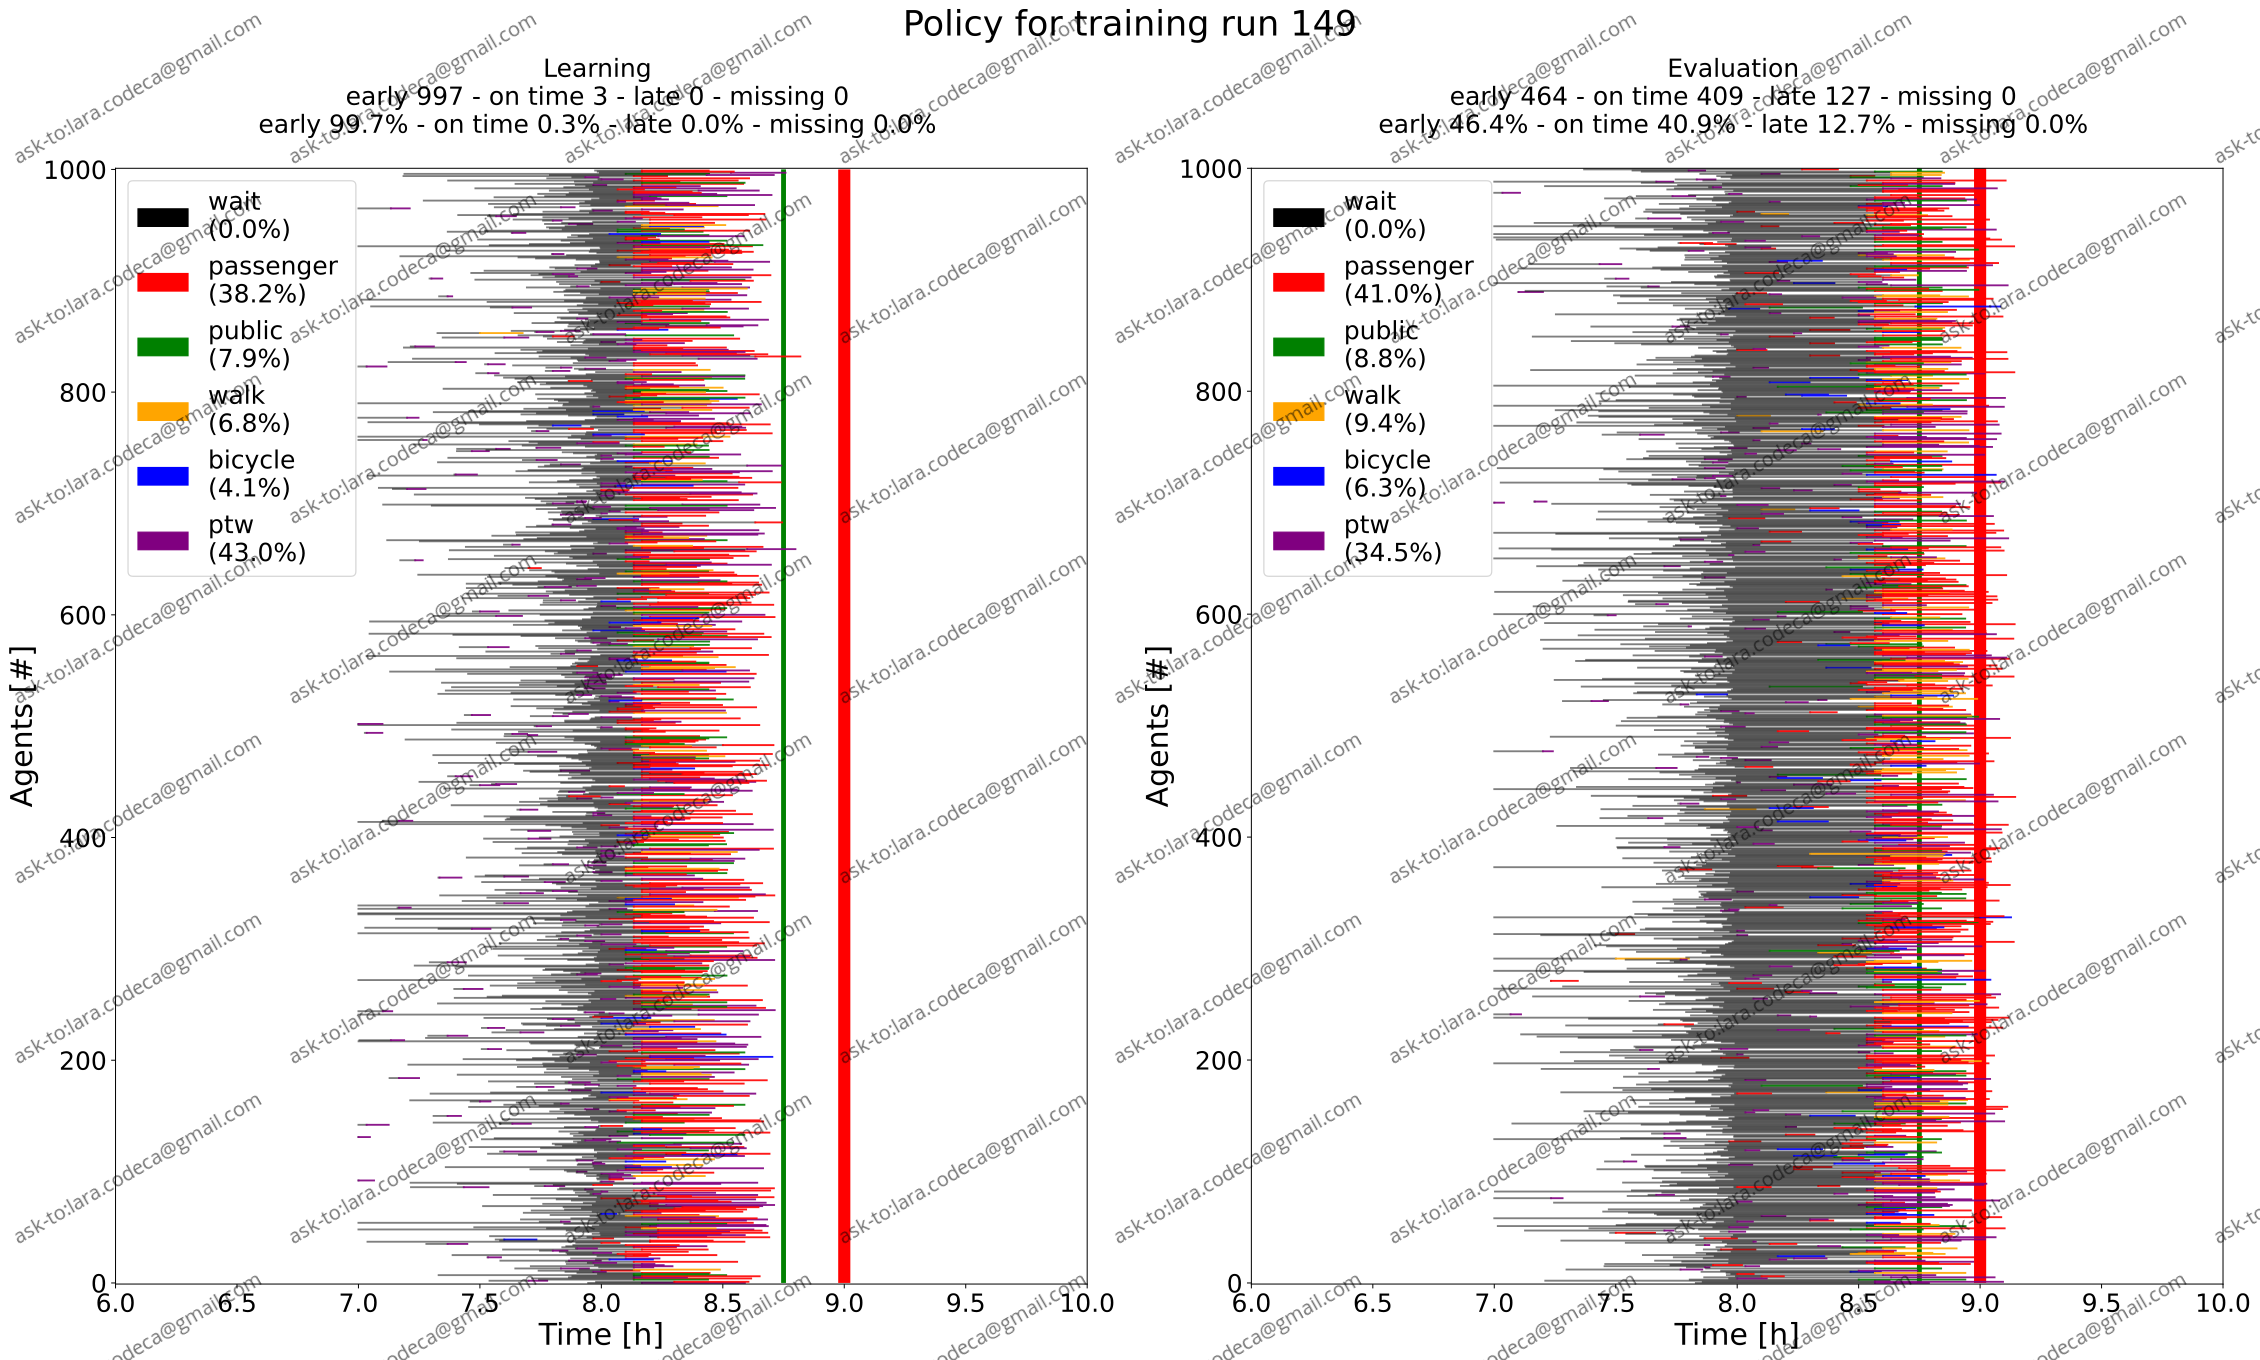 Policy for training run 149
Learning
early 997 - on time 3 - late 0 - missing 0
early 99.7% - on time 0.3% - late 0.0% - missing 0.0%
Agents [#]
1000
800
600
400
200
0
wait
(0.0%)
passenger
(38.2%)
public
(7.9%)
walk
(6.8%)
bicycle
(4.1%)
ptw
(43.0%)
6.0 6.5 7.0 7.5 8.0 8.5 9.0 9.5 10.0
Time [h]
Evaluation
early 464 - on time 409 - late 127 - missing 0
early 46.4% - on time 40.9% - late 12.7% - missing 0.0%
Agents [#]
1000
800
600
400
200
0
wait
(0.0%)
passenger
(41.0%)
public
(8.8%)
walk
(9.4%)
bicycle
(6.3%)
ptw
(34.5%)
6.0 6.5 7.0 7.5 8.0 8.5 9.0 9.5 10.0
Time [h]
ask-to:lara.codeca@gmail.com